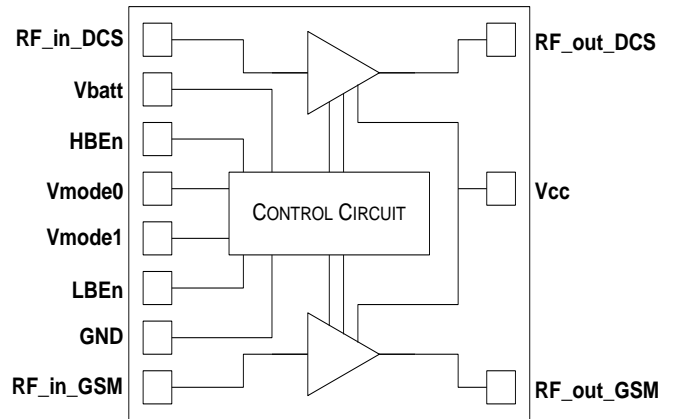 RF_in_DCS
RF_out_DCS
Vbatt
HBEn
Vmode0
Vcc
CONTROL CIRCUIT
Vmode1
LBEn
GND
RF_in_GSM
RF_out_GSM